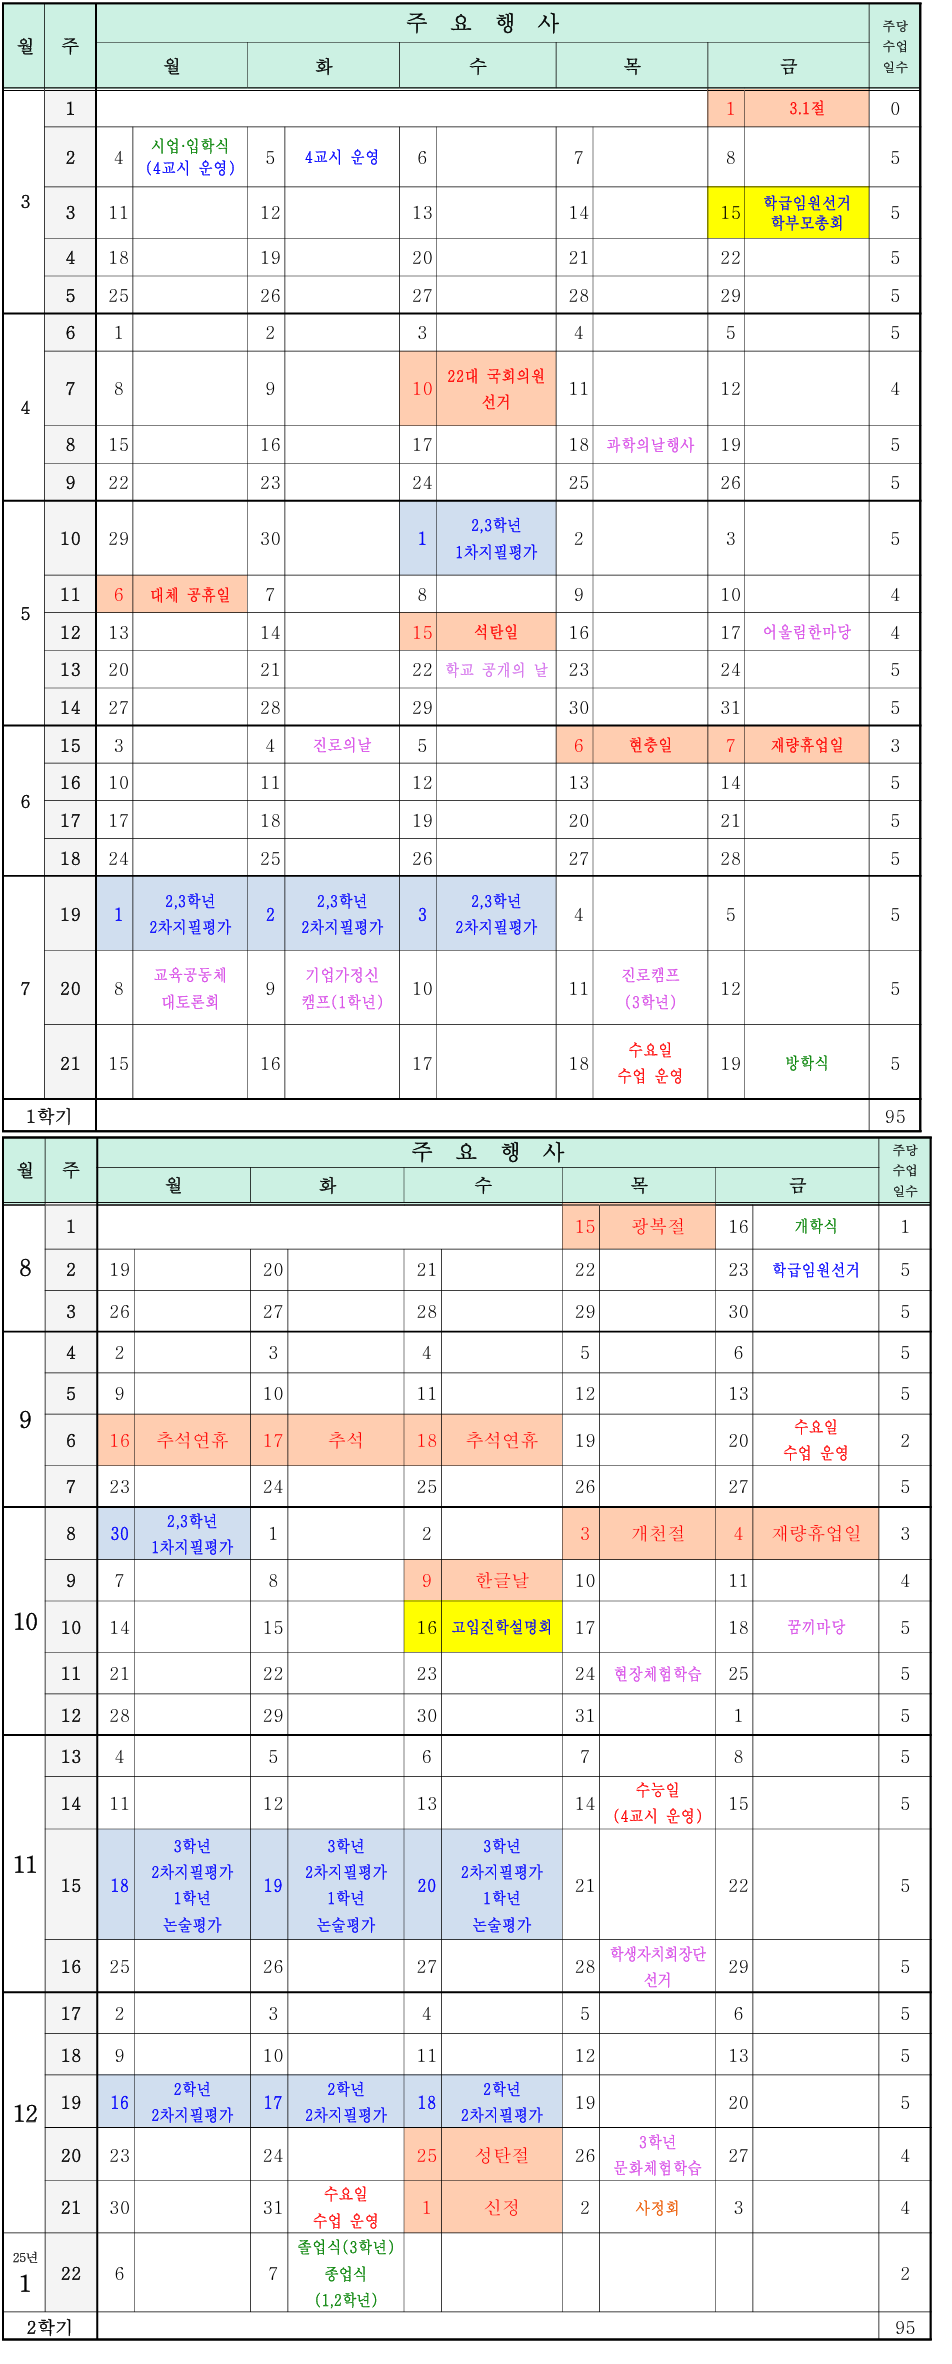 월 주 주 요 행 사 주당
수업
일수
월 화 수 목 금
3 1 1 3.1절 0
2 4 시업·입학식
(4교시 운영) 5 4교시 운영 6 7 8 5
3 11 12 13 14 15 학급임원선거
학부모총회 5
4 18 19 20 21 22 5
5 25 26 27 28 29 5
4 6 1 2 3 4 5 5
7 8 9 10 22대 국회의원
선거 11 12 4
8 15 16 17 18 과학의날행사 19 5
9 22 23 24 25 26 5
5 10 29 30 1 2,3학년
1차지필평가 2 3 5
11 6 대체 공휴일 7 8 9 10 4
12 13 14 15 석탄일 16 17 어울림한마당 4
13 20 21 22 학교 공개의 날 23 24 5
14 27 28 29 30 31 5
6 15 3 4 진로의날 5 6 현충일 7 재량휴업일 3
16 10 11 12 13 14 5
17 17 18 19 20 21 5
18 24 25 26 27 28 5
7 19 1 2,3학년
2차지필평가 2 2,3학년
2차지필평가 3 2,3학년
2차지필평가 4 5 5
20 8 교육공동체
대토론회 9 기업가정신
캠프(1학년) 10 11 진로캠프
(3학년) 12 5
21 15 16 17 18 수요일
수업 운영 19 방학식 5
1학기 95
월 주 주 요 행 사 주당
수업
일수
월 화 수 목 금
8 1 15 광복절 16 개학식 1
2 19 20 21 22 23 학급임원선거 5
3 26 27 28 29 30 5
9 4 2 3 4 5 6 5
5 9 10 11 12 13 5
6 16 추석연휴 17 추석 18 추석연휴 19 20 수요일
수업 운영 2
7 23 24 25 26 27 5
10 8 30 2,3학년
1차지필평가 1 2 3 개천절 4 재량휴업일 3
9 7 8 9 한글날 10 11 4
10 14 15 16 고입진학설명회 17 18 꿈끼마당 5
11 21 22 23 24 현장체험학습 25 5
12 28 29 30 31 1 5
11 13 4 5 6 7 8 5
14 11 12 13 14 수능일
(4교시 운영) 15 5
15 18 3학년
2차지필평가
1학년
논술평가 19 3학년
2차지필평가
1학년
논술평가 20 3학년
2차지필평가
1학년
논술평가 21 22 5
16 25 26 27 28 학생자치회장단
선거 29 5
12 17 2 3 4 5 6 5
18 9 10 11 12 13 5
19 16 2학년
2차지필평가 17 2학년
2차지필평가 18 2학년
2차지필평가 19 20 5
20 23 24 25 성탄절 26 3학년
문화체험학습 27 4
21 30 31 수요일
수업 운영 1 신정 2 사정회 3 4
25년
1 22 6 7 졸업식(3학년)
종업식
(1,2학년) 2
2학기 95